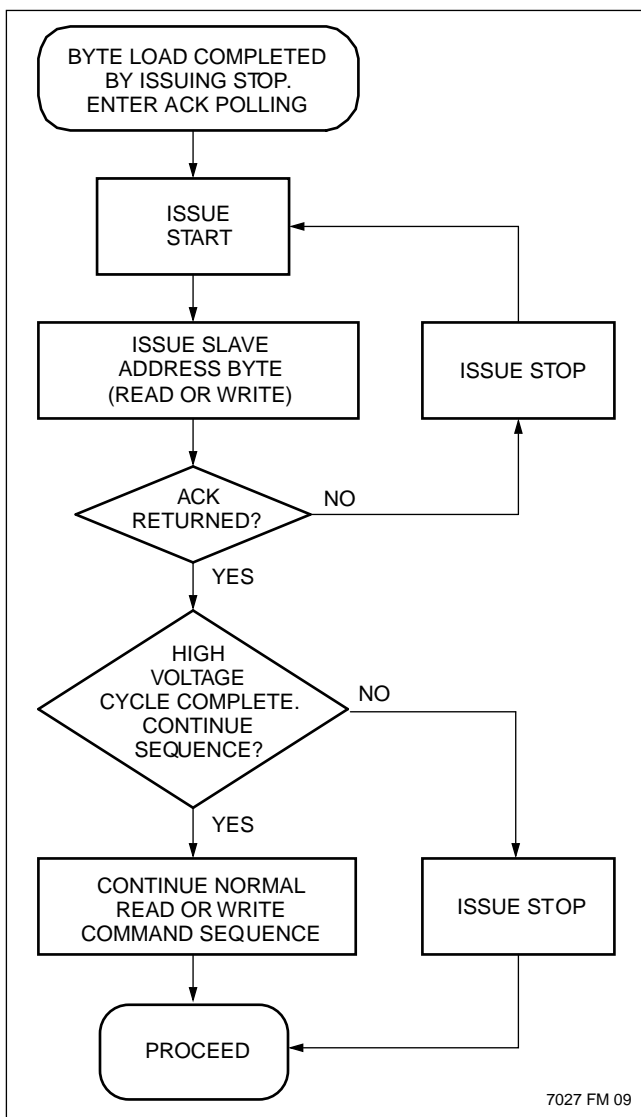 BYTE LOAD COMPLETED
BY ISSUING STOP.
ENTER ACK POLLING
ISSUE
START
ISSUE SLAVE
ADDRESS BYTE
(READ OR WRITE)
ISSUE STOP
ACK
RETURNED?
NO
YES
HIGH
VOLTAGE
CYCLE COMPLETE.
CONTINUE
SEQUENCE?
NO
YES
CONTINUE NORMAL
READ OR WRITE
COMMAND SEQUENCE
ISSUE STOP
PROCEED
7027 FM 09